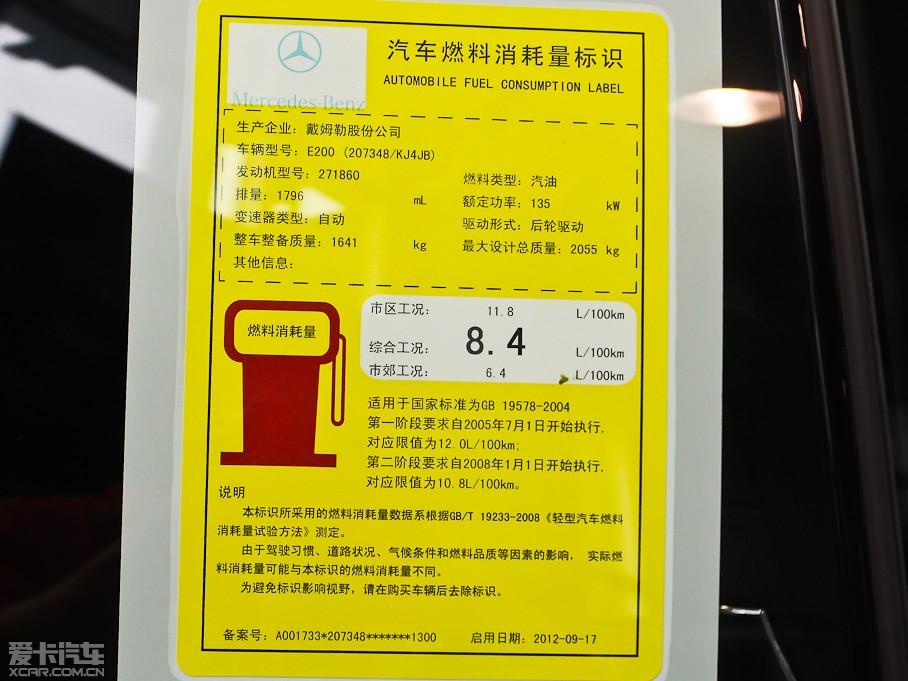 汽车燃料消耗量标识
AUTOMOBILE FUEL CONSUMPTION LABEL
Mercedes-Benz
生产企业: 戴姆勒股份公司
车辆型号: E200 (207348/KJ4JB)
发动机型号: 271860
燃料类型: 汽油
排量: 1796 mL
额定功率: 135 kW
变速器类型: 自动
驱动形式: 后轮驱动
整车整备质量: 1641 kg
最大设计总质量: 2055 kg
其他信息:
燃料消耗量
市区工况: 11.8 L/100km
综合工况: 8.4 L/100km
市郊工况: 6.4 L/100km
适用于国家标准为GB 19578-2004
第一阶段要求自2005年7月1日开始执行,
对应限值为12.0L/100km;
第二阶段要求自2008年1月1日开始执行,
对应限值为10.8L/100km。
说明
本标识所采用的燃料消耗量数据系根据GB/T 19233-2008《轻型汽车燃料
消耗量试验方法》测定。
由于驾驶习惯、道路状况、气候条件和燃料品质等因素的影响, 实际燃
料消耗量可能与本标识的燃料消耗量不同。
为避免标识影响视野,请在购买车辆后去除标识。
备案号: A001733*207348*******1300 启用日期: 2012-09-17
爱卡汽车
XCAR.COM.CN